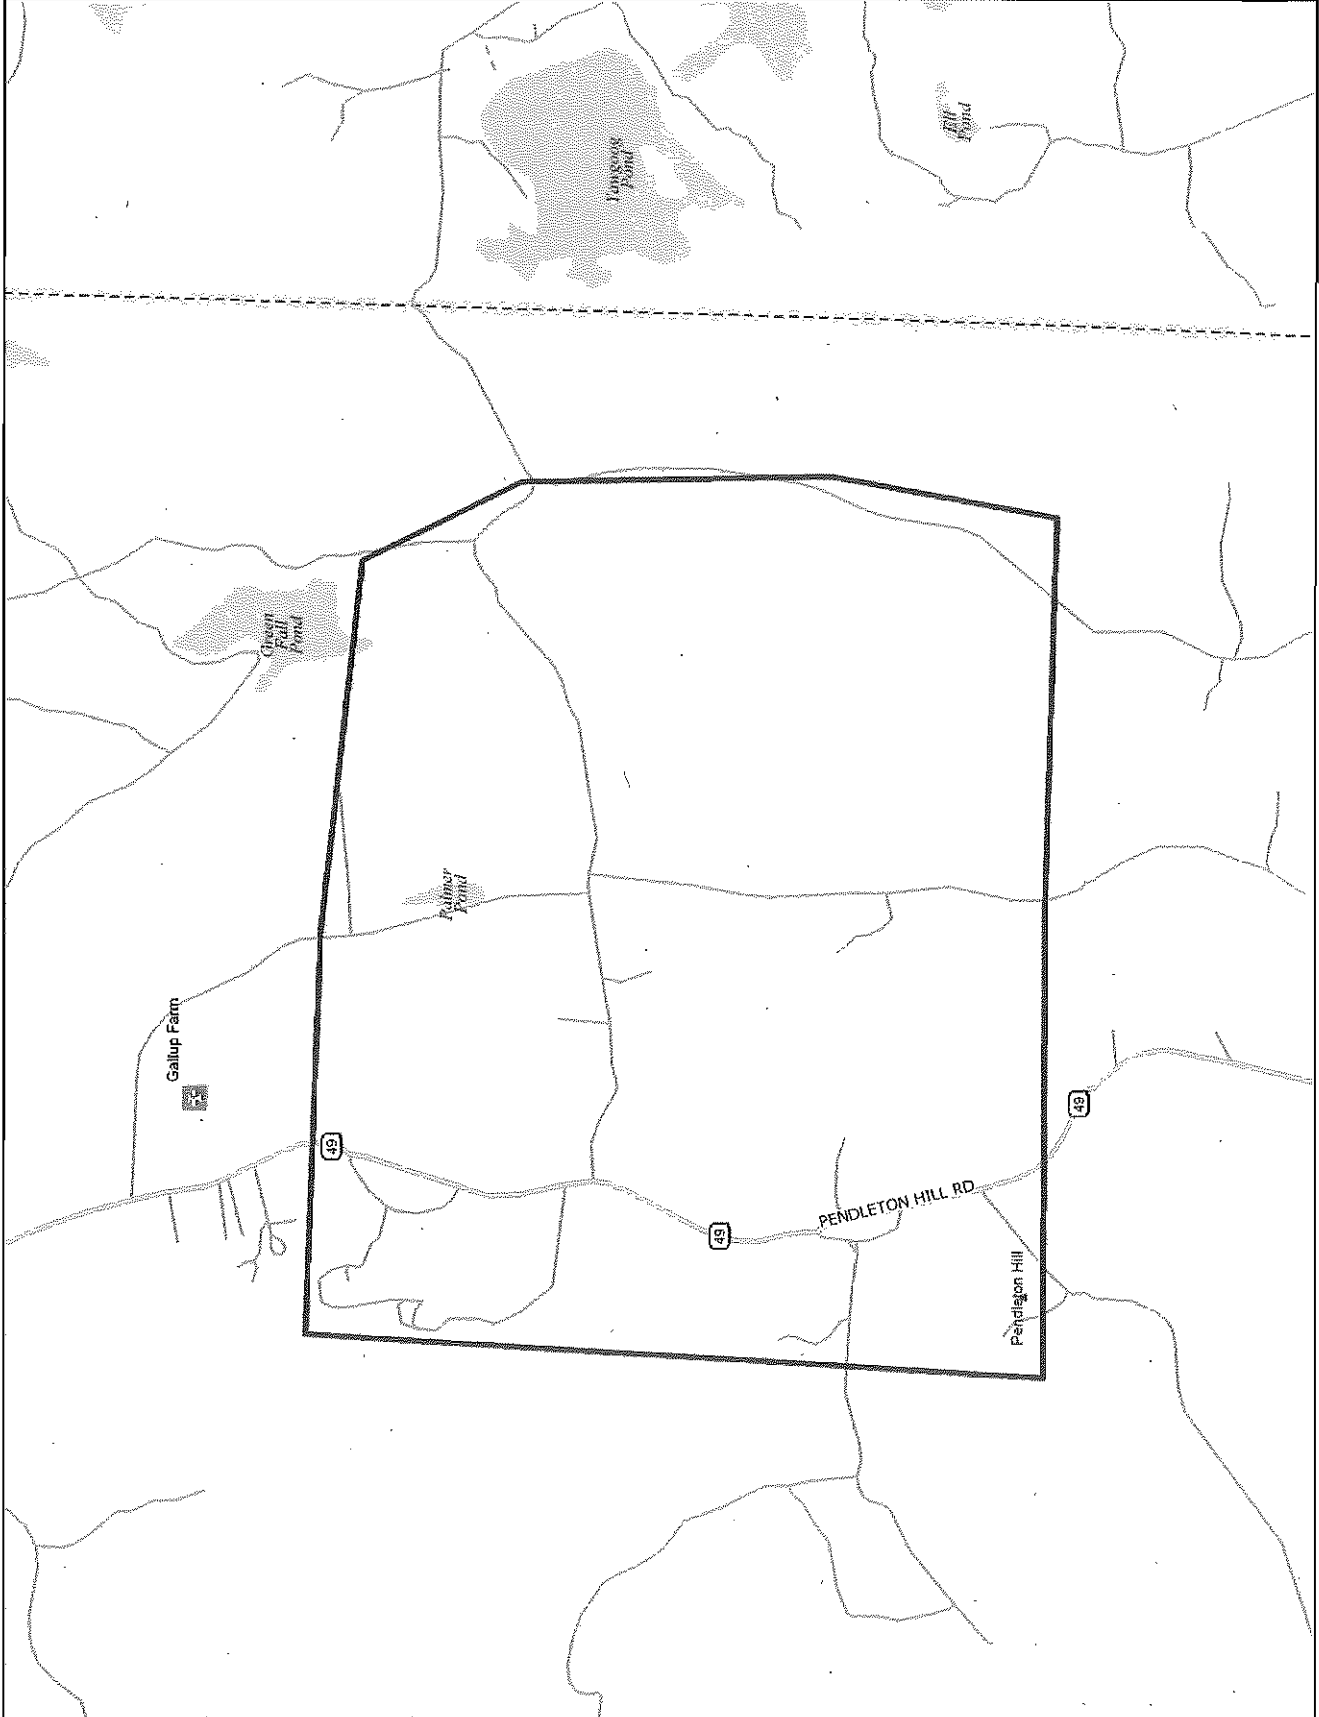 Gallup Farm
Green
Fall
Pond
49
Palmer
Pond
Yawgoog
Pond
49
PENDLETON HILL RD
Ell
Pond
Pendleton Hill
49